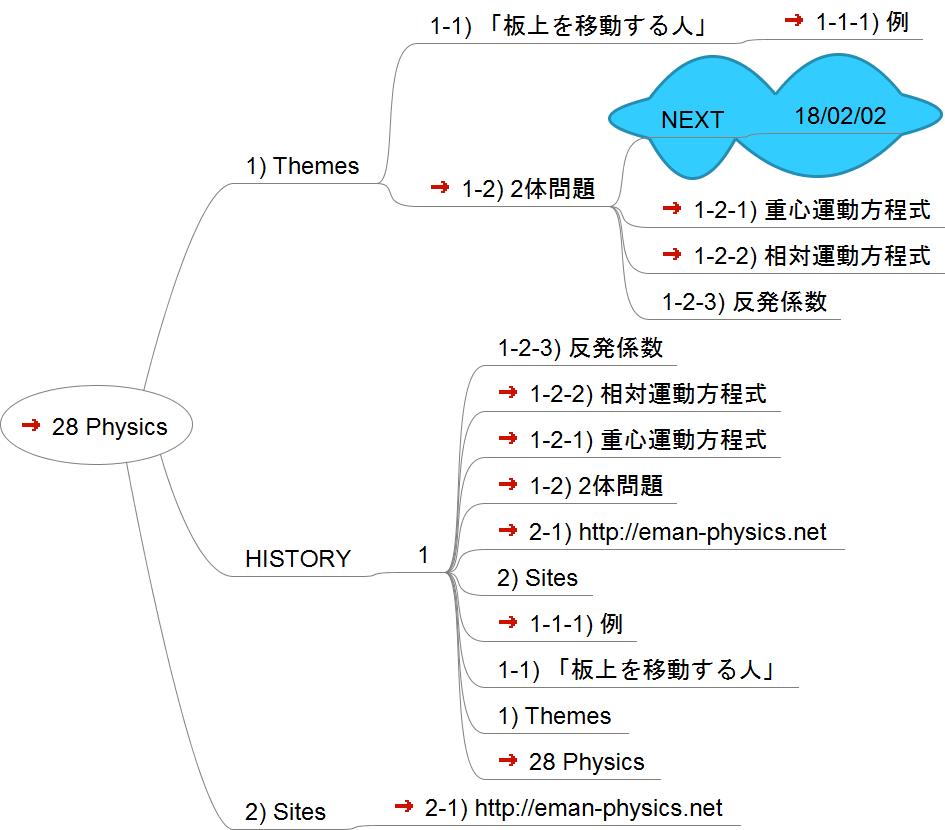 1-1) 「板上を移動する人」
1-1-1) 例
NEXT
18/02/02
1) Themes
1-2) 2体問題
1-2-1) 重心運動方程式
1-2-2) 相対運動方程式
1-2-3) 反発係数
28 Physics
1-2-3) 反発係数
1-2-2) 相対運動方程式
1-2-1) 重心運動方程式
1-2) 2体問題
2-1) http://eman-physics.net
HISTORY
1
2) Sites
1-1-1) 例
1-1) 「板上を移動する人」
1) Themes
28 Physics
2) Sites
2-1) http://eman-physics.net